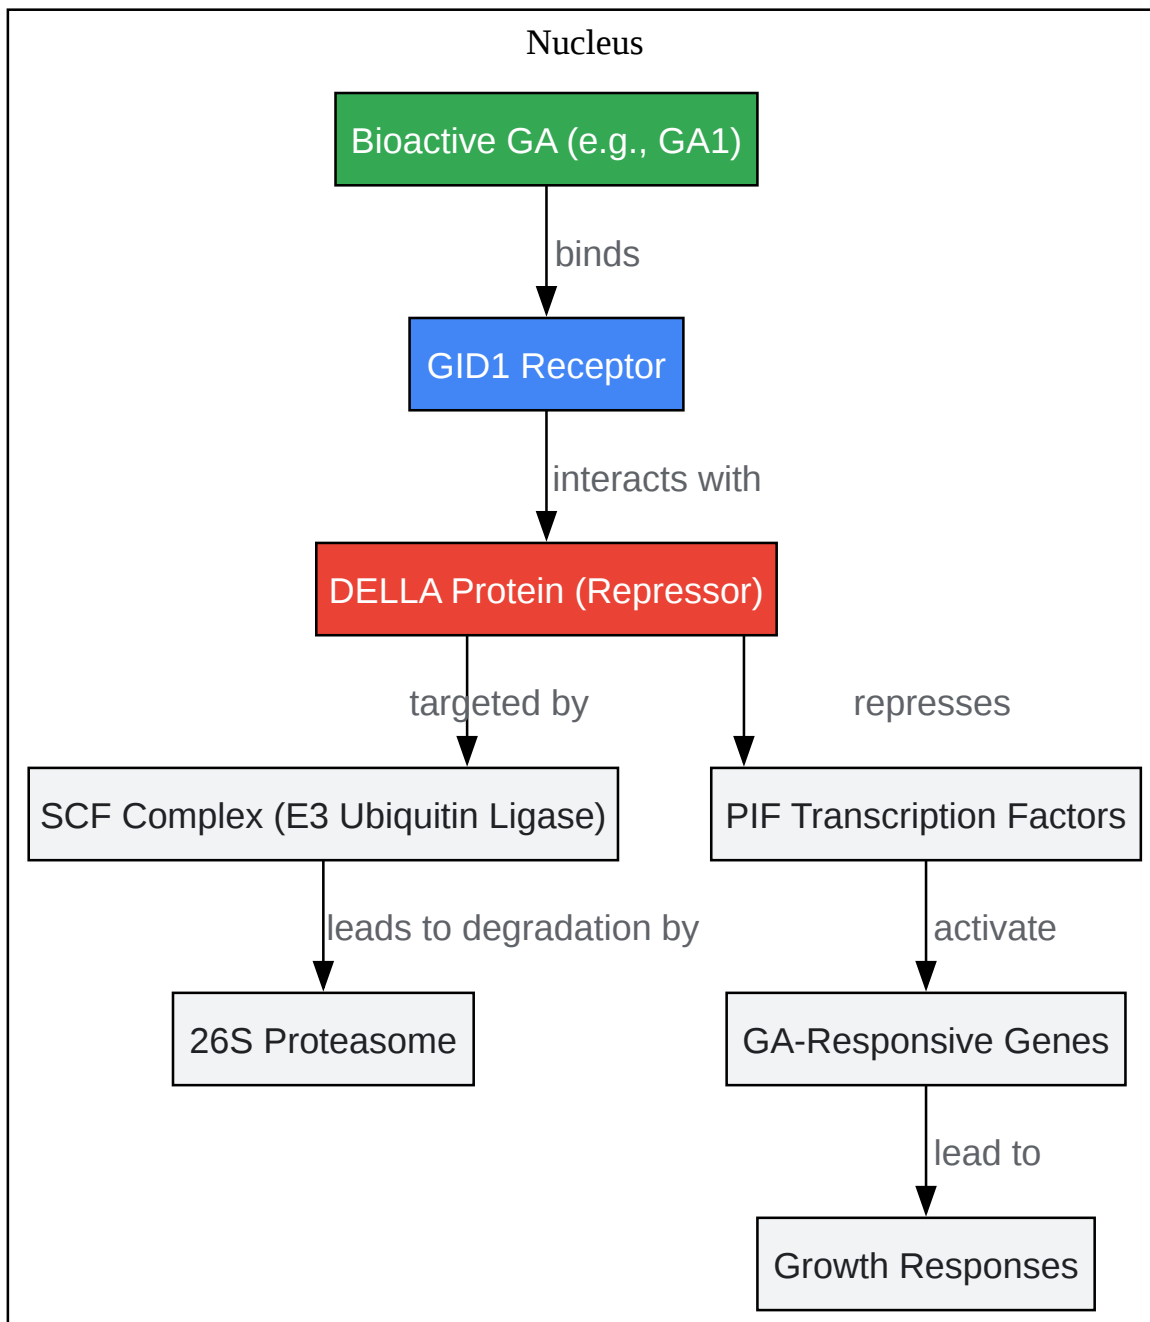 Nucleus
Bioactive GA (e.g., GA1)
binds
GID1 Receptor
interacts with
DELLA Protein (Repressor)
targeted by
represses
SCF Complex (E3 Ubiquitin Ligase)
PIF Transcription Factors
leads to degradation by
activate
26S Proteasome
GA-Responsive Genes
lead to
Growth Responses